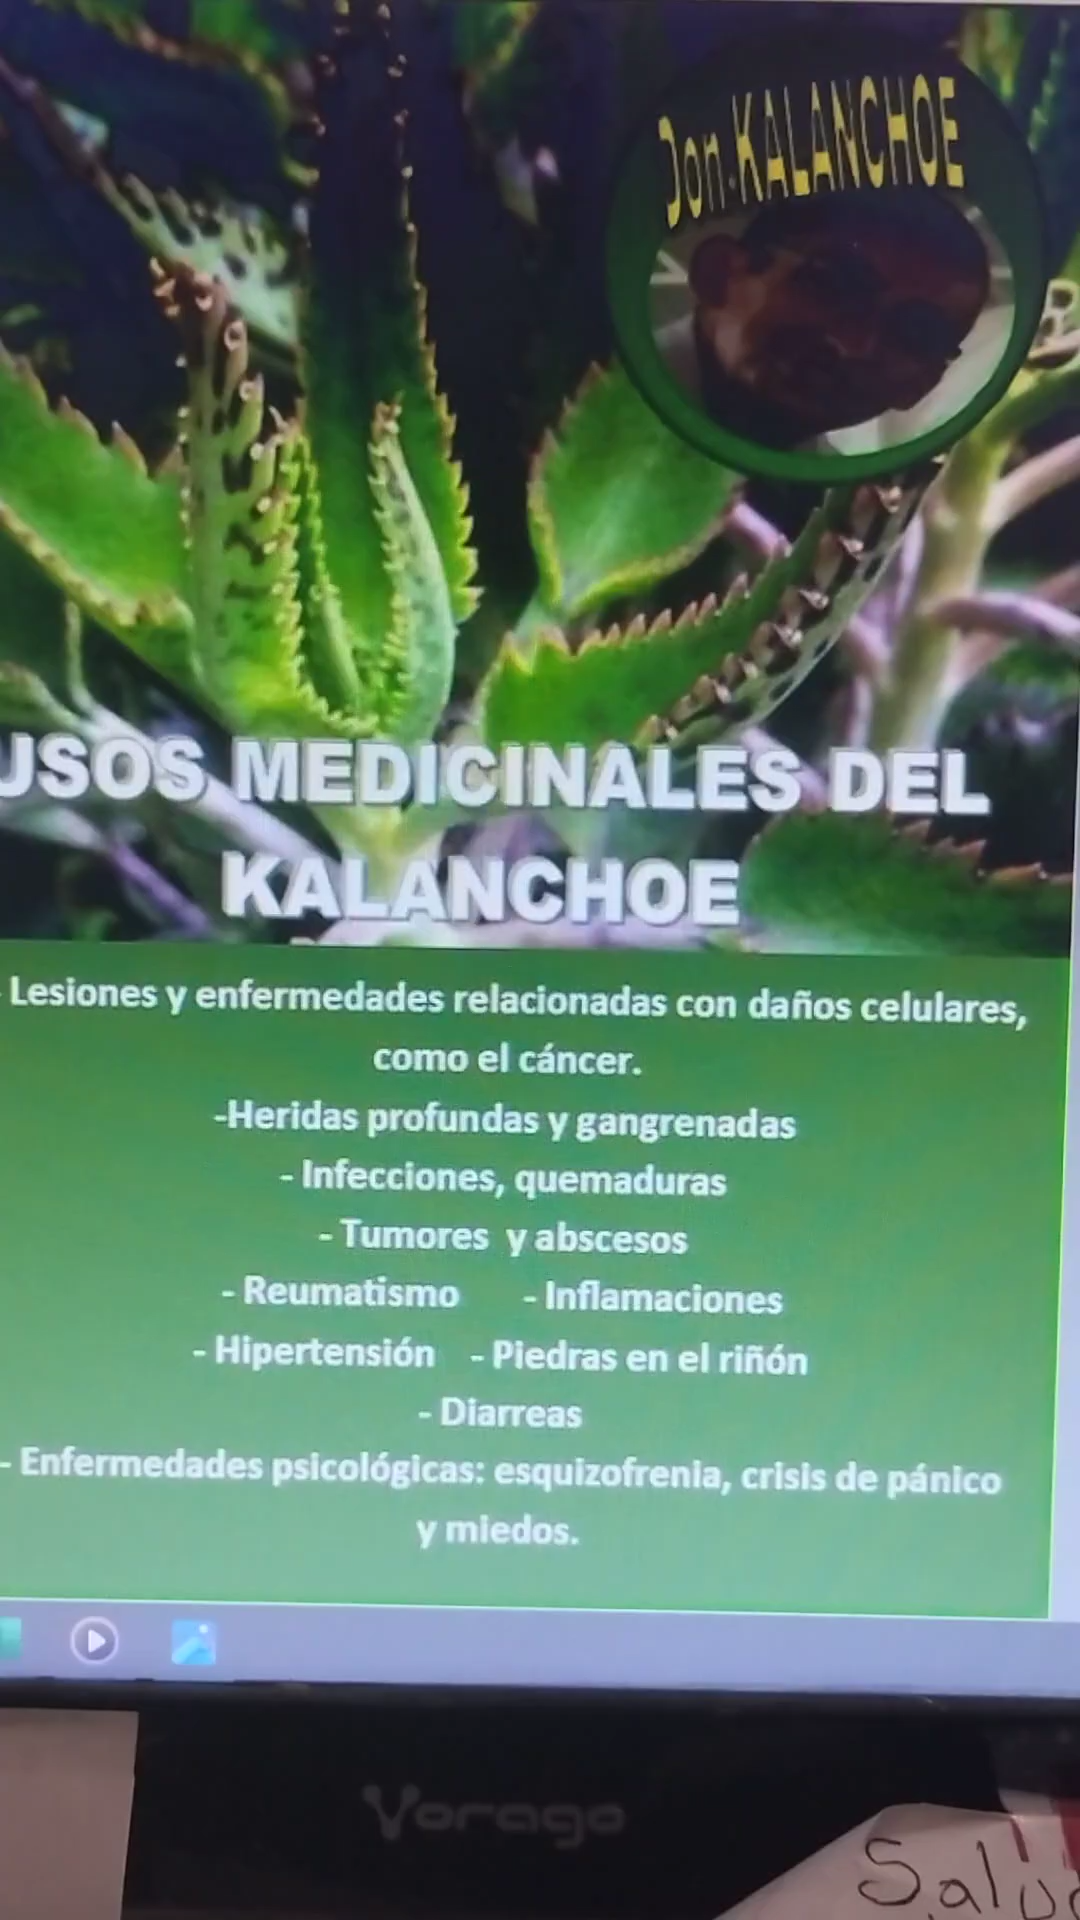 Jon.KALANCHOE
USOS MEDICINALES DEL
KALANCHOE
- Lesiones y enfermedades relacionadas con daños celulares,
como el cáncer.
-Heridas profundas y gangrenadas
- Infecciones, quemaduras
- Tumores y abscesos
- Reumatismo - Inflamaciones
- Hipertensión - Piedras en el riñón
- Diarreas
- Enfermedades psicológicas: esquizofrenia, crisis de pánico
y miedos.
Vorago